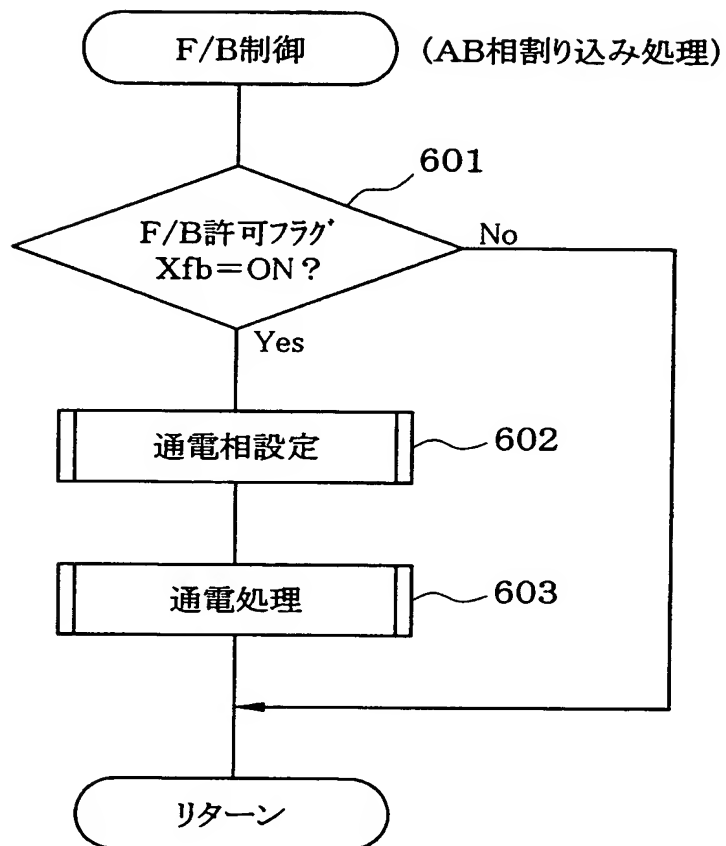 F/B制御
(AB相割り込み処理)
601
F/B許可フラグ
Xfb=ON?
No
Yes
通電相設定
602
通電処理
603
リターン